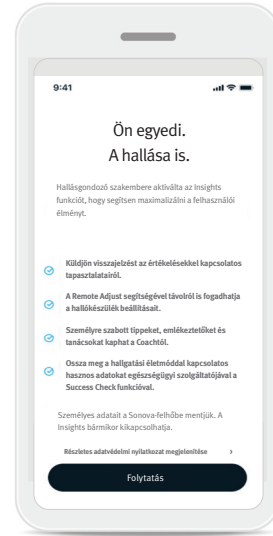 9:41
Ön egyedi.
A hallása is.
Hallásgondozó szakembere aktiválta az Insights
funkciót, hogy segítsen maximalizálni a felhasználói
élményt.
Küldjön visszajelzést az értékelésekkel kapcsolatos
tapasztalatairól.
A Remote Adjust segítségével távolról is fogadhatja
a hallókészülék beállításait.
Személyre szabott tippeket, emlékeztetőket és
tanácsokat kaphat a Coachtól.
Ossza meg a hallgatási életmóddal kapcsolatos
hasznos adatokat egészségügyi szolgáltatójával a
Success Check funkcióval.
Személyes adatait a Sonova-felhőbe mentjük. A
Insights bármikor kikapcsolhatja.
Részletes adatvédelmi nyilatkozat megjelenítése
Folytatás